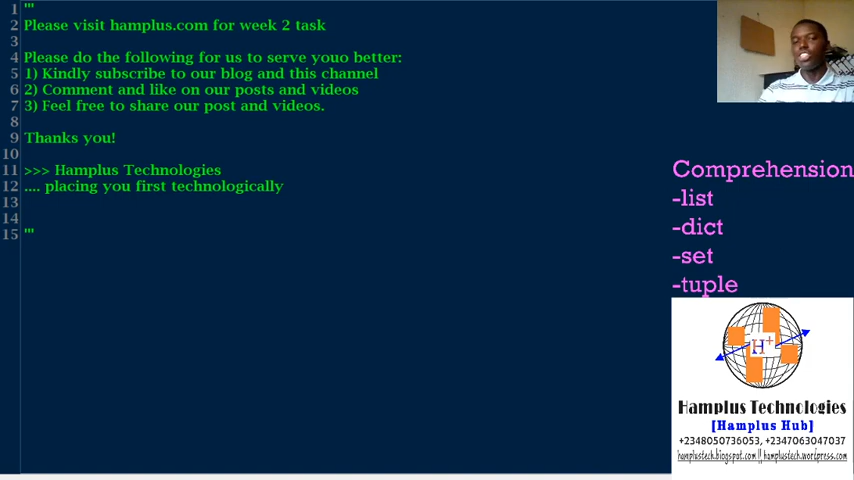 1 '''
2 Please visit hamplus.com for week 2 task
3
4 Please do the following for us to serve youo better:
5 1) Kindly subscribe to our blog and this channel
6 2) Comment and like on our posts and videos
7 3) Feel free to share our post and videos.
8
9 Thanks you!
10
11 >>> Hamplus Technologies
12 .... placing you first technologically
13
14
15 '''
Comprehension
-list
-dict
-set
-tuple
H+
Hamplus Technologies
[Hamplus Hub]
+2348050736053, +2347063047037
hamplustech.blogspot.com || hamplustech.wordpress.com